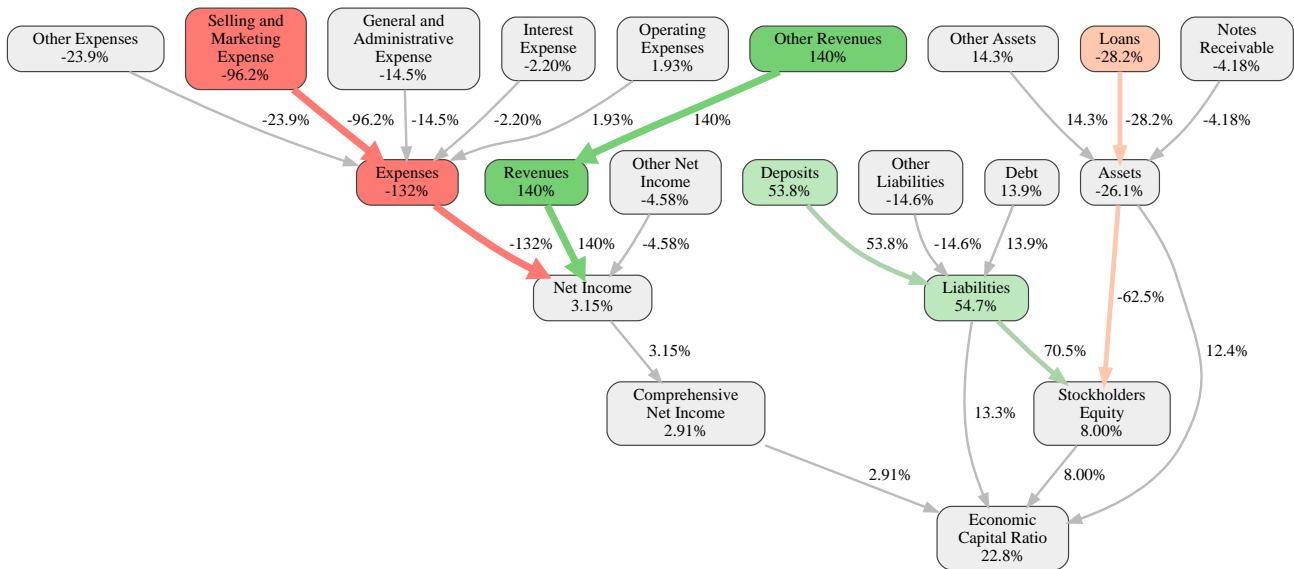 Other Expenses
-23.9%
Selling and
Marketing
Expense
-96.2%
General and
Administrative
Expense
-14.5%
Interest
Expense
-2.20%
Operating
Expenses
1.93%
Other Revenues
140%
Other Assets
14.3%
Loans
-28.2%
Notes
Receivable
-4.18%
-23.9%
-96.2%
-14.5%
-2.20%
1.93%
140%
14.3%
-28.2%
-4.18%
Expenses
-132%
Revenues
140%
Other Net
Income
-4.58%
Deposits
53.8%
Other
Liabilities
-14.6%
Debt
13.9%
Assets
-26.1%
-132%
140%
-4.58%
53.8%
-14.6%
13.9%
Net Income
3.15%
Liabilities
54.7%
-62.5%
3.15%
70.5%
12.4%
Comprehensive
Net Income
2.91%
13.3%
Stockholders
Equity
8.00%
2.91%
8.00%
Economic
Capital Ratio
22.8%